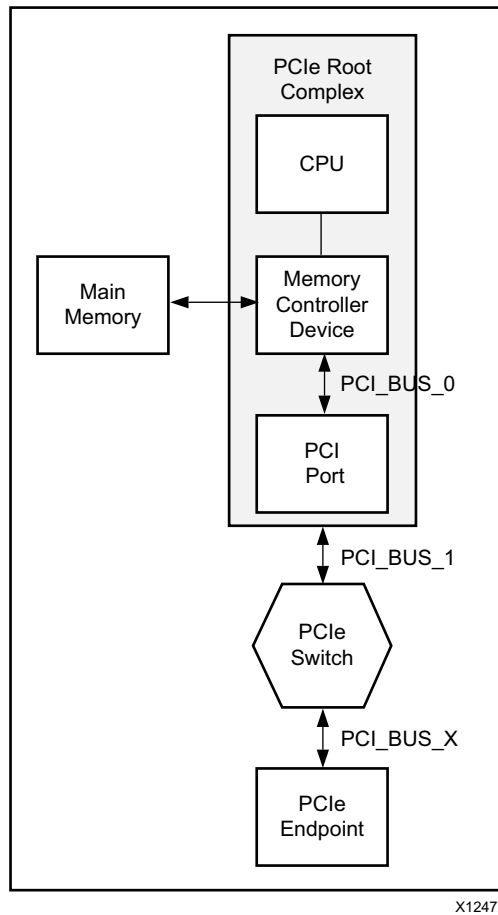 PCIe Root
Complex
CPU
Main
Memory
Memory
Controller
Device
PCI_BUS_0
PCI
Port
PCI_BUS_1
PCIe
Switch
PCI_BUS_X
PCIe
Endpoint
X1247